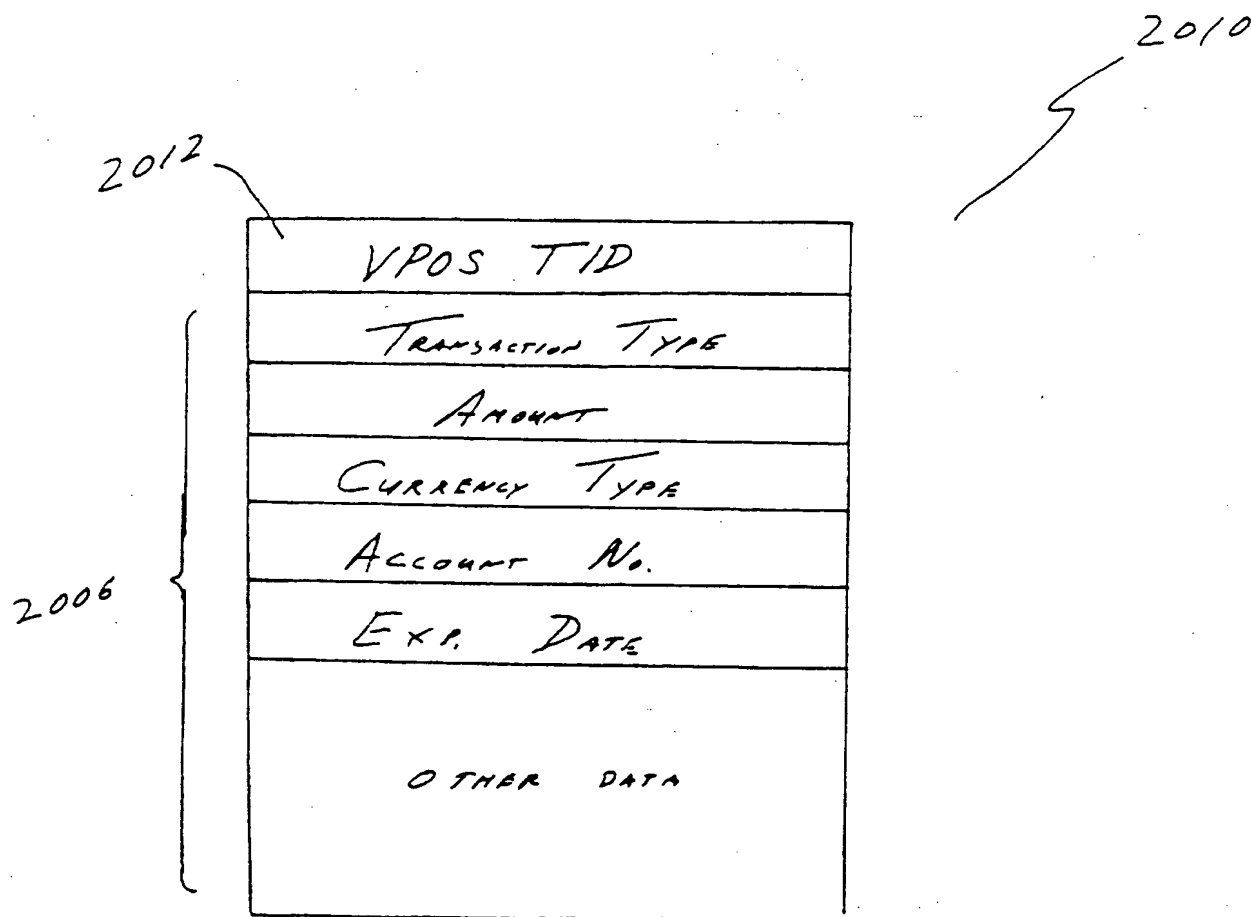 2010
2012
VPOS TID
TRANSACTION TYPE
AMOUNT
CURRENCY TYPE
ACCOUNT No.
2006
EXP. DATE
OTHER DATA